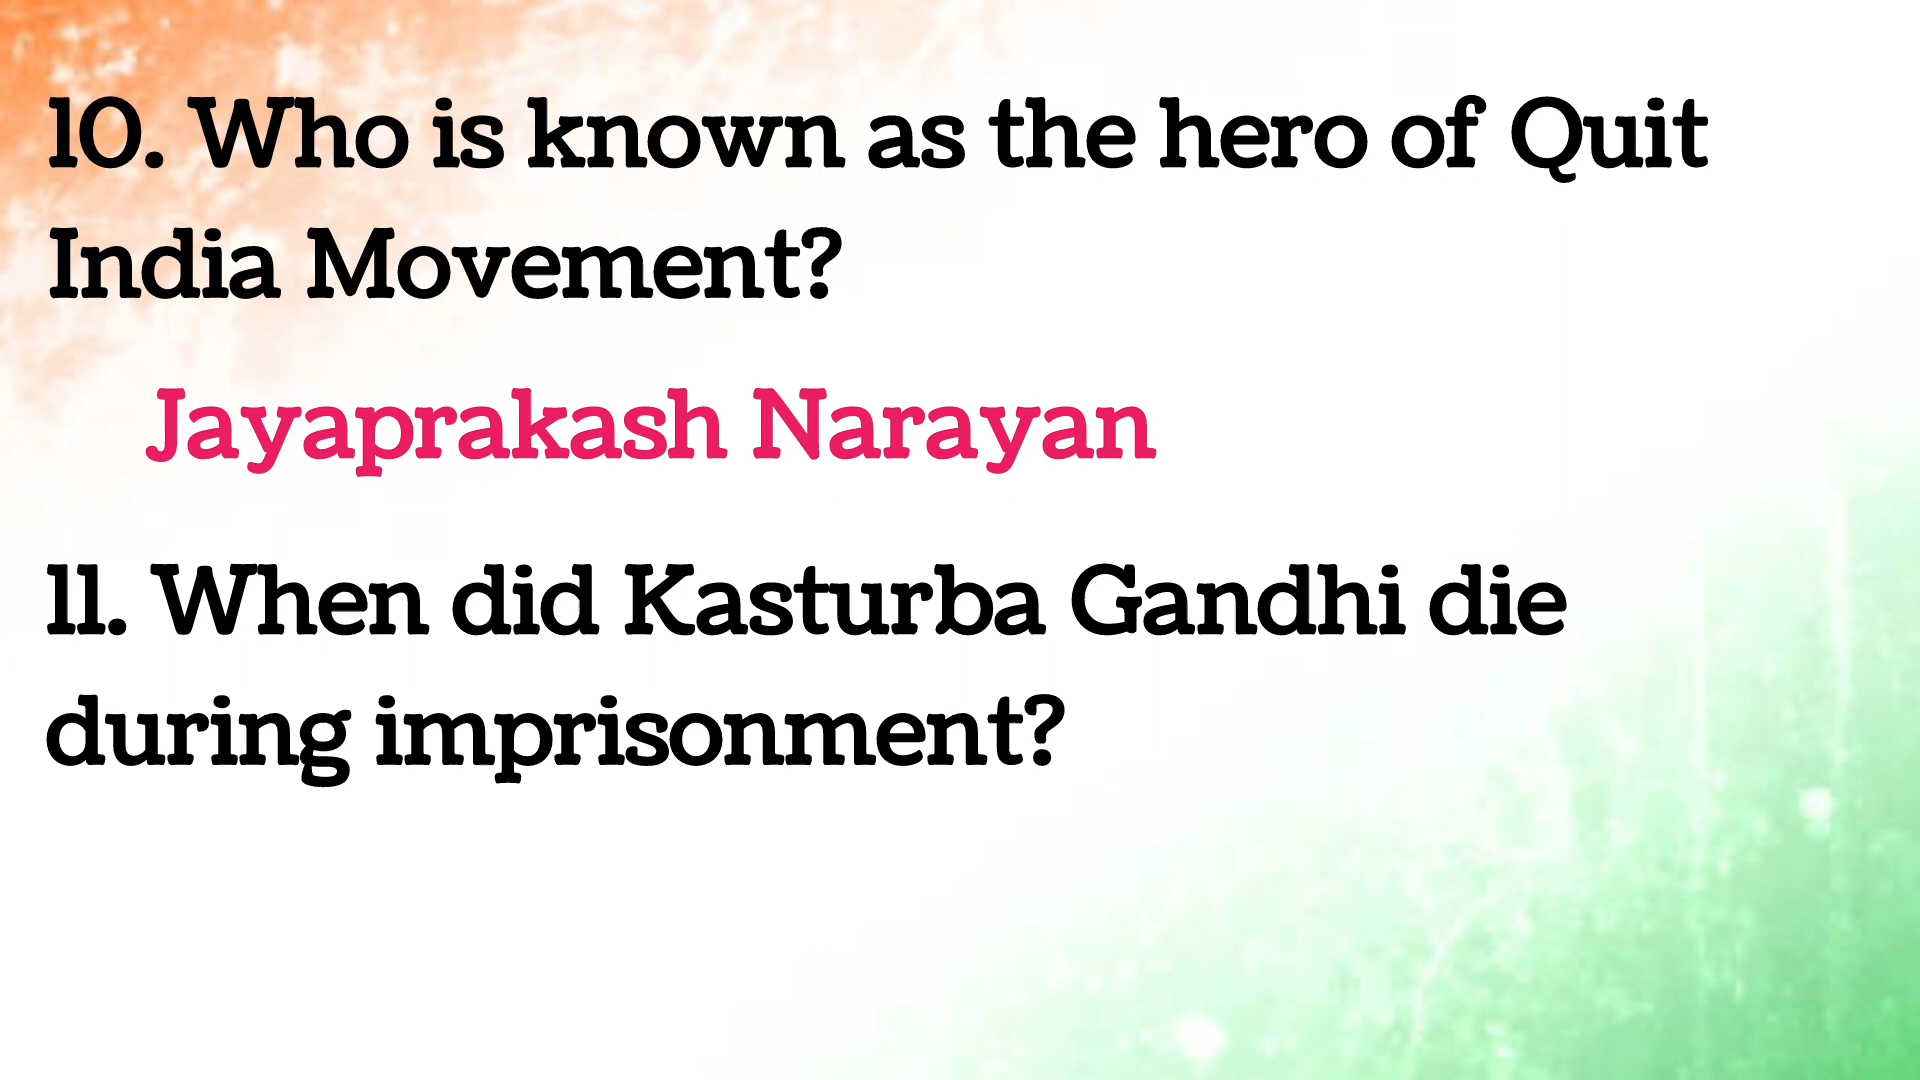 10. Who is known as the hero of Quit
India Movement?
Jayaprakash Narayan
11. When did Kasturba Gandhi die
during imprisonment?